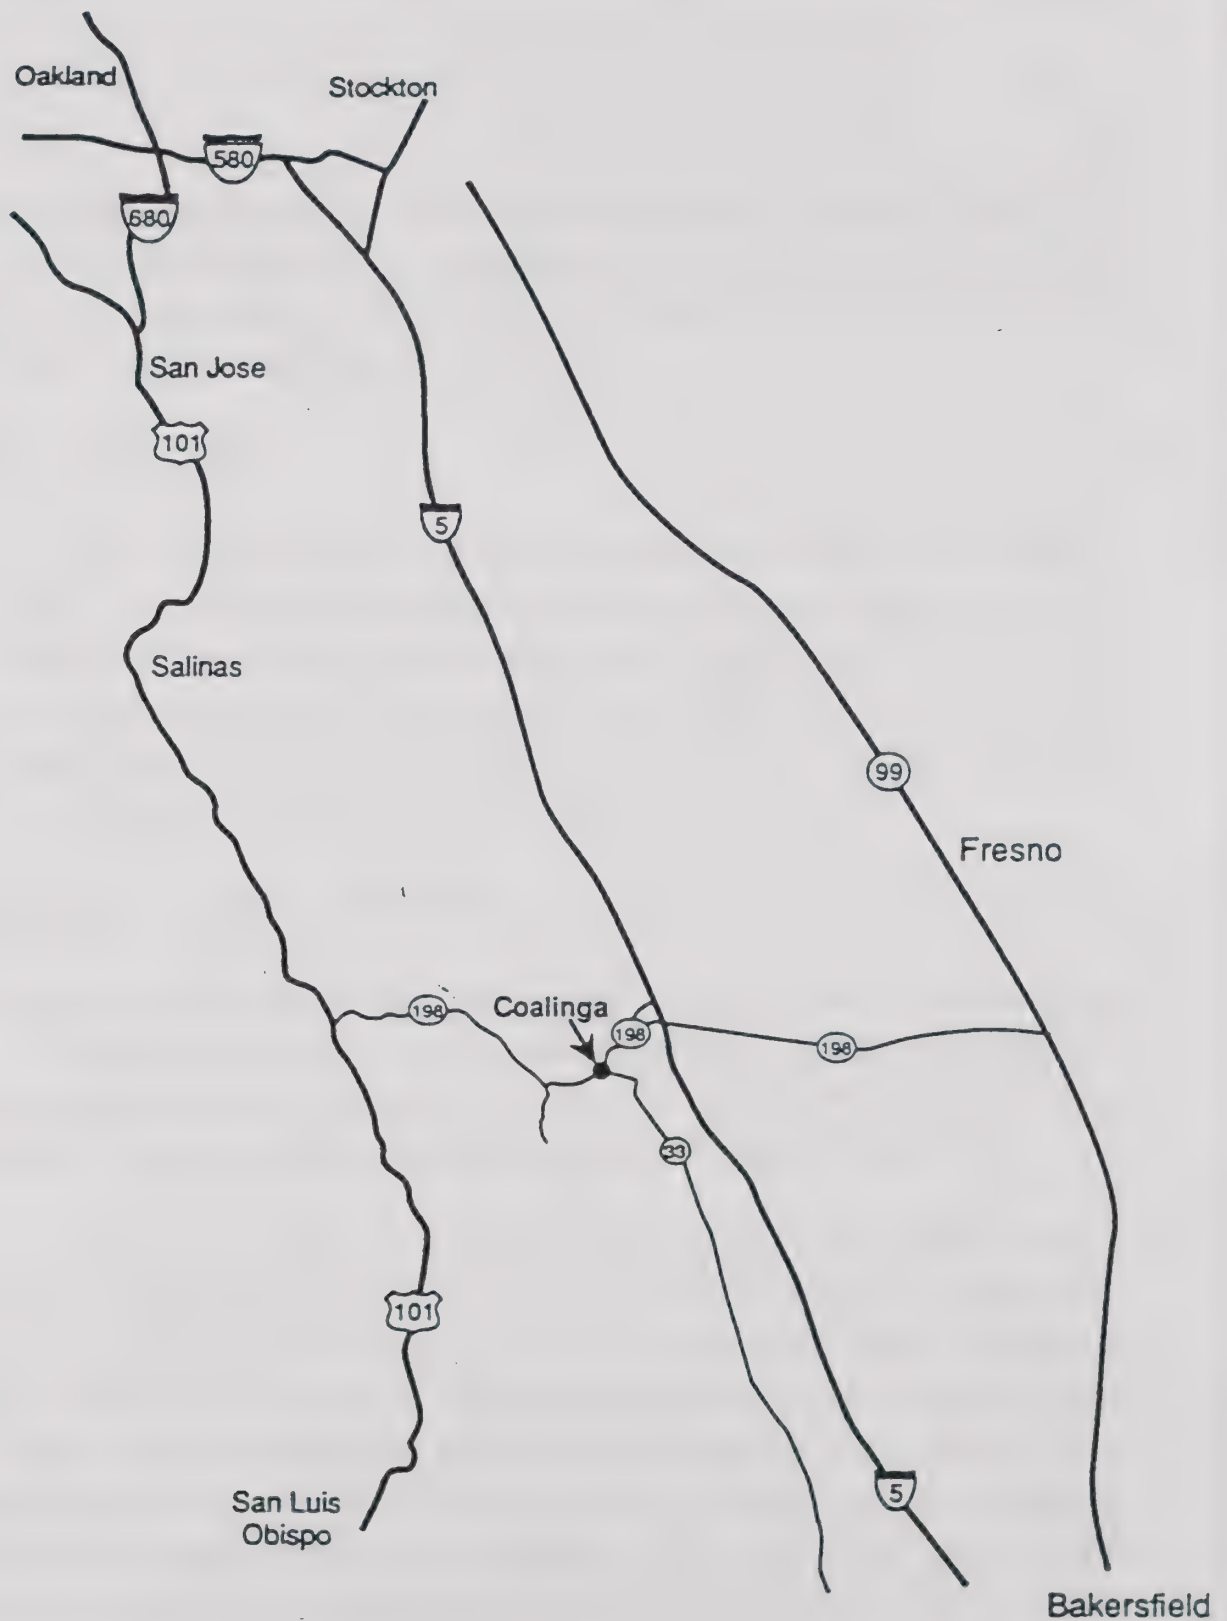 Oakland
Stockton
580
680
San Jose
101
5
Salinas
99
Fresno
198
Coalinga
198
198
33
101
5
San Luis
Obispo
Bakersfield